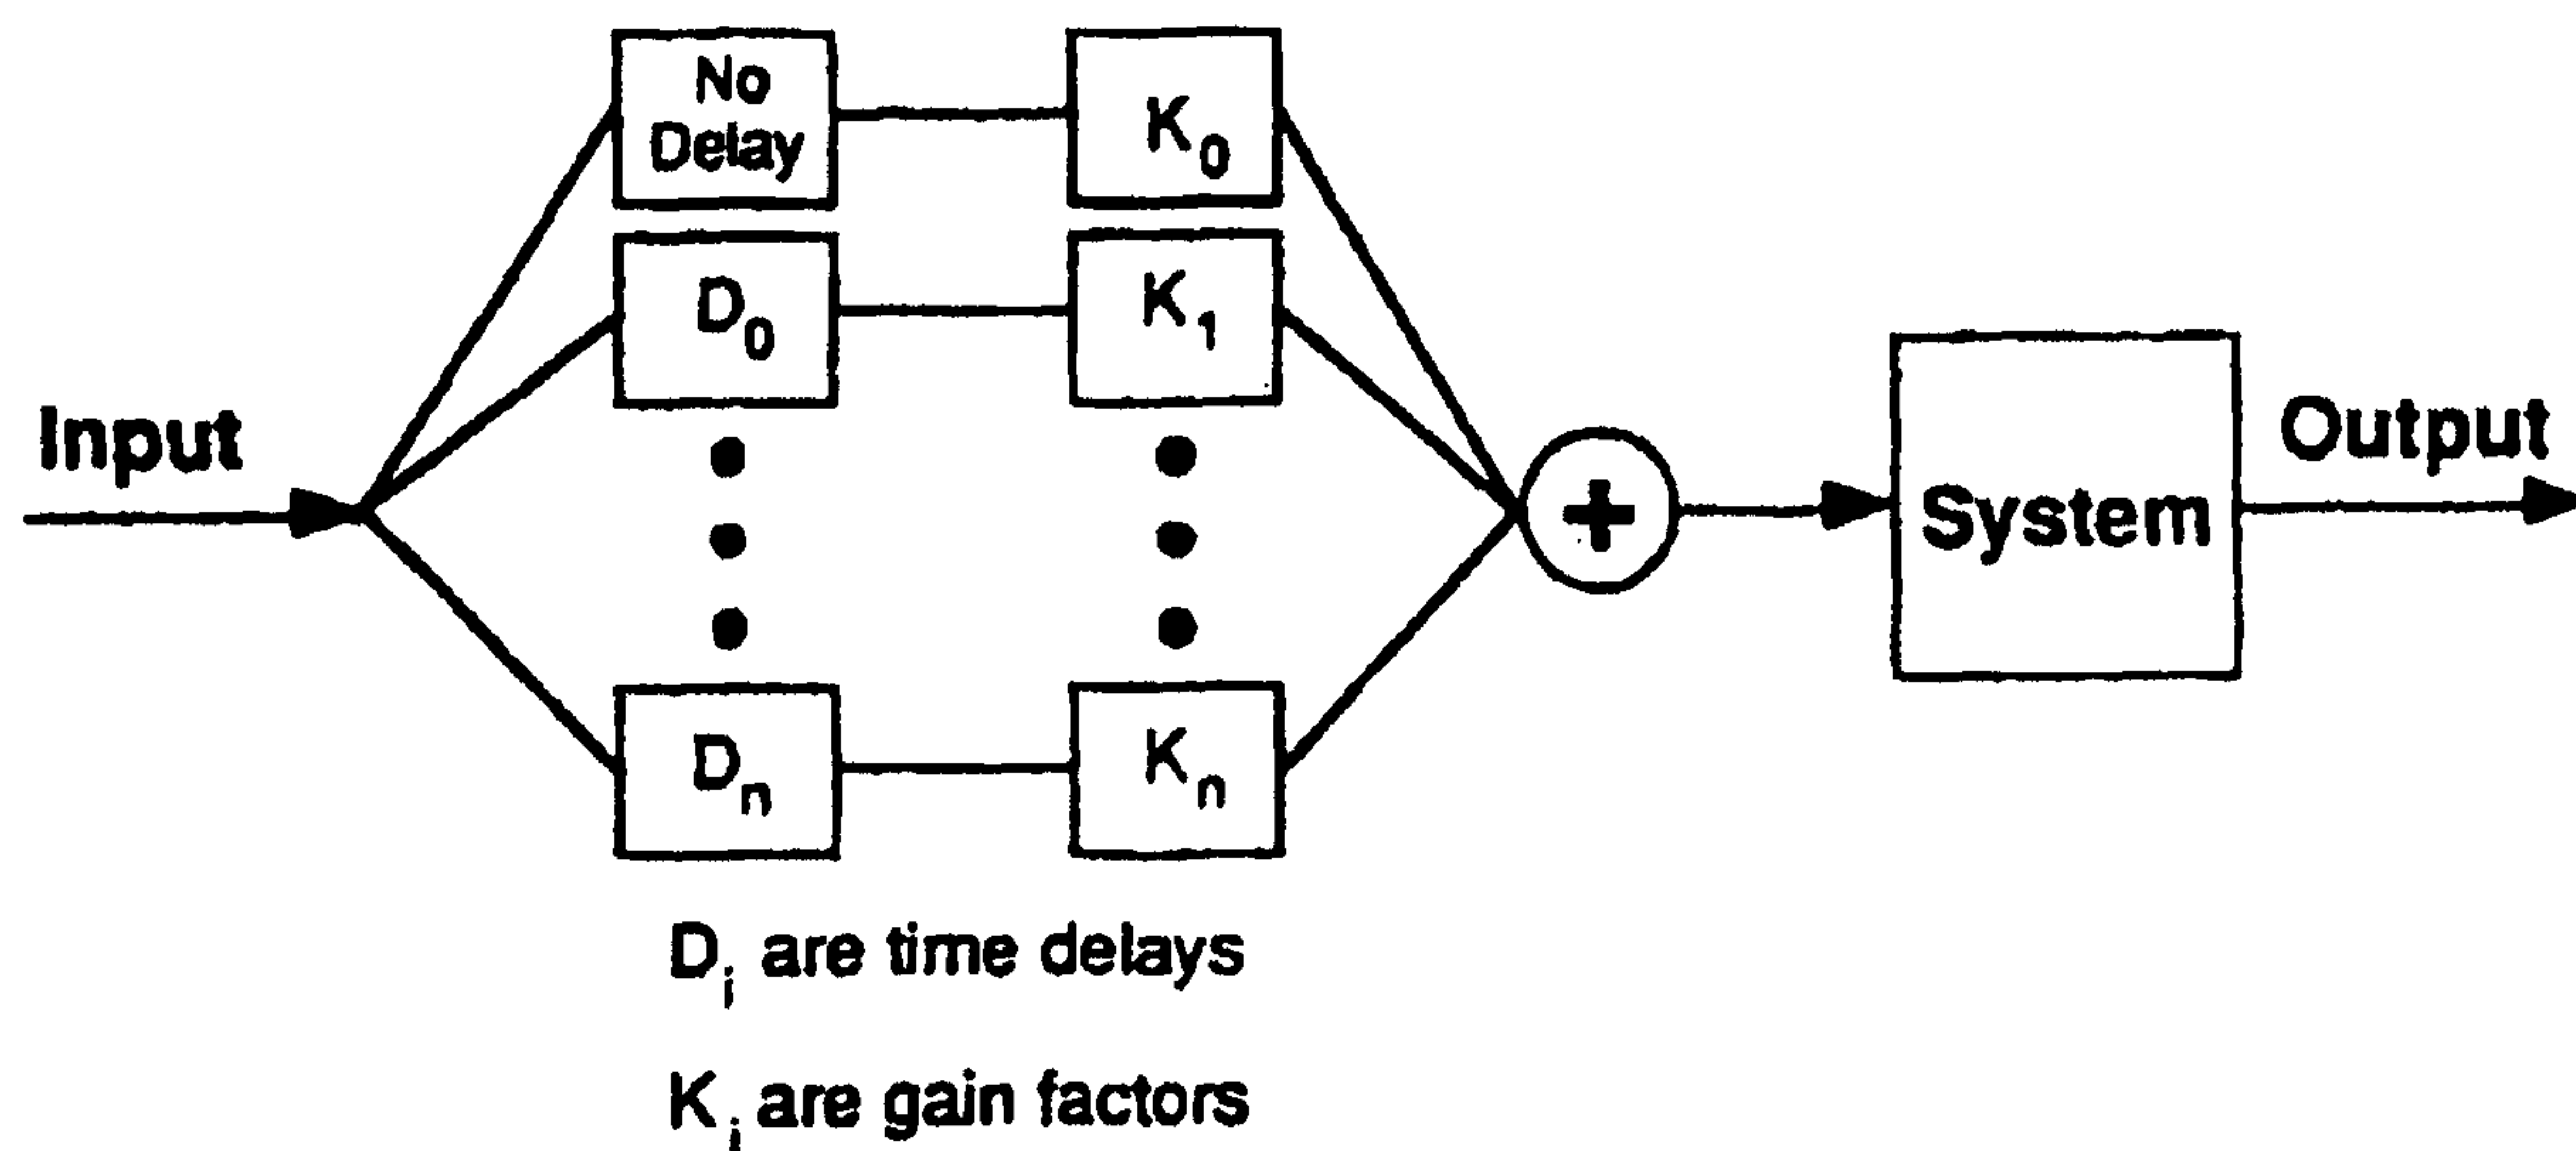 No
Delay
K0
D0
K1
Input
+
System
Output
Dn
Kn
Di are time delays
Ki are gain factors